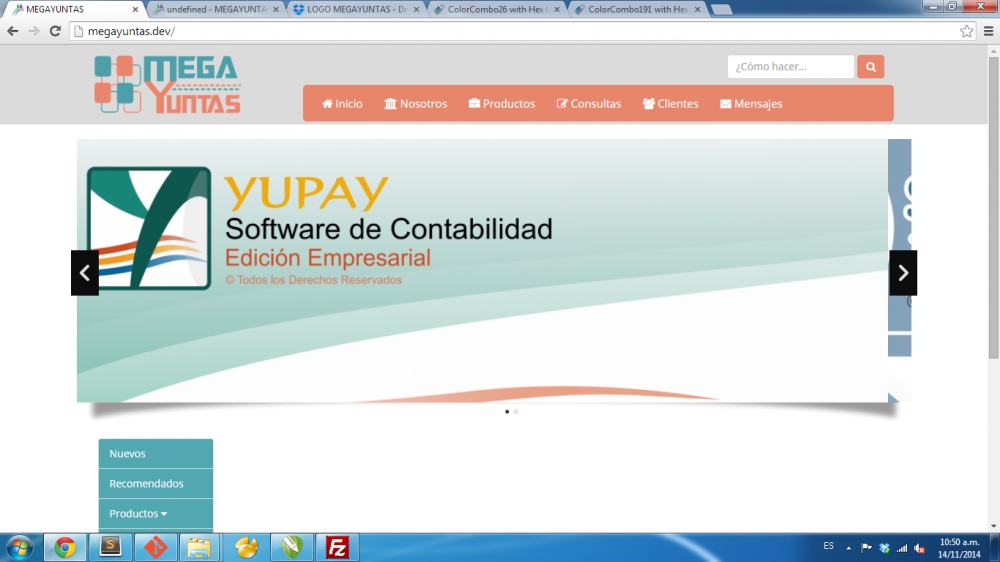 MEGAYUNTAS
undefined - MEGAYUNTA
LOGO MEGAYUNTAS - D
ColorCombo26 with Hex
ColorCombo191 with Hex
megayuntas.dev/
MEGA
YUNTAS
¿Cómo hacer...
Inicio
Nosotros
Productos
Consultas
Clientes
Mensajes
YUPAY
Software de Contabilidad
Edición Empresarial
© Todos los Derechos Reservados
Nuevos
Recomendados
Productos
S
Fz
ES
10:50 a.m.
14/11/2014